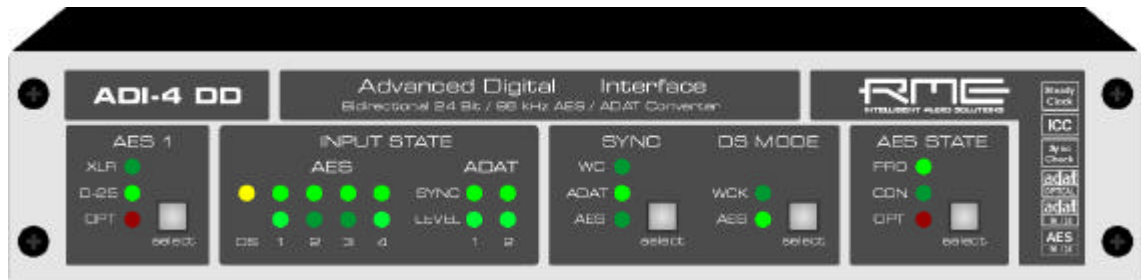 ADI-4 DD
Advanced Digital Interface
Bidirectional 24 Bit / 96 kHz AES / ADAT Converter
RME
INTELLIGENT AUDIO SOLUTIONS
AES 1
XLR
D-25
OPT
select
INPUT STATE
AES
ADAT
SYNC
LEVEL
DS 1 2 3 4
1 2
SYNC
WC
ADAT
AES
select
DS MODE
WCK
AES
select
AES STATE
PRO
CON
OPT
select
Steady
Clock
ICC
Sync
Check
adat
OPTICAL
adat
AES